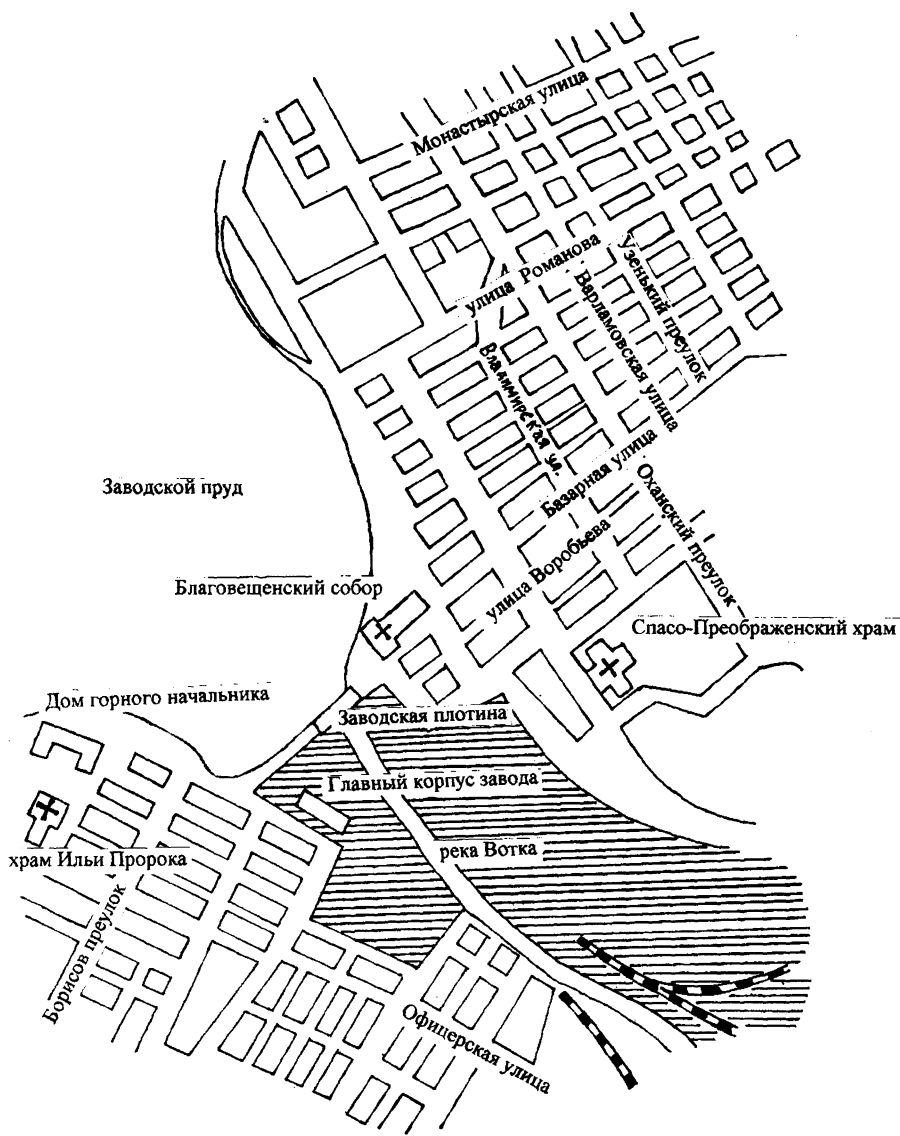 Монастырская улица
улица Романова
Узенький преулок
Варламовская улица
Владимирская ул.
Базарная улица
Заводской пруд
Оханский преулок
улица Воробьева
Благовещенский собор
Спасо-Преображенский храм
Дом горного начальника
Заводская плотина
Главный корпус завода
река Вотка
храм Ильи Пророка
Борисов преулок
Офицерская улица